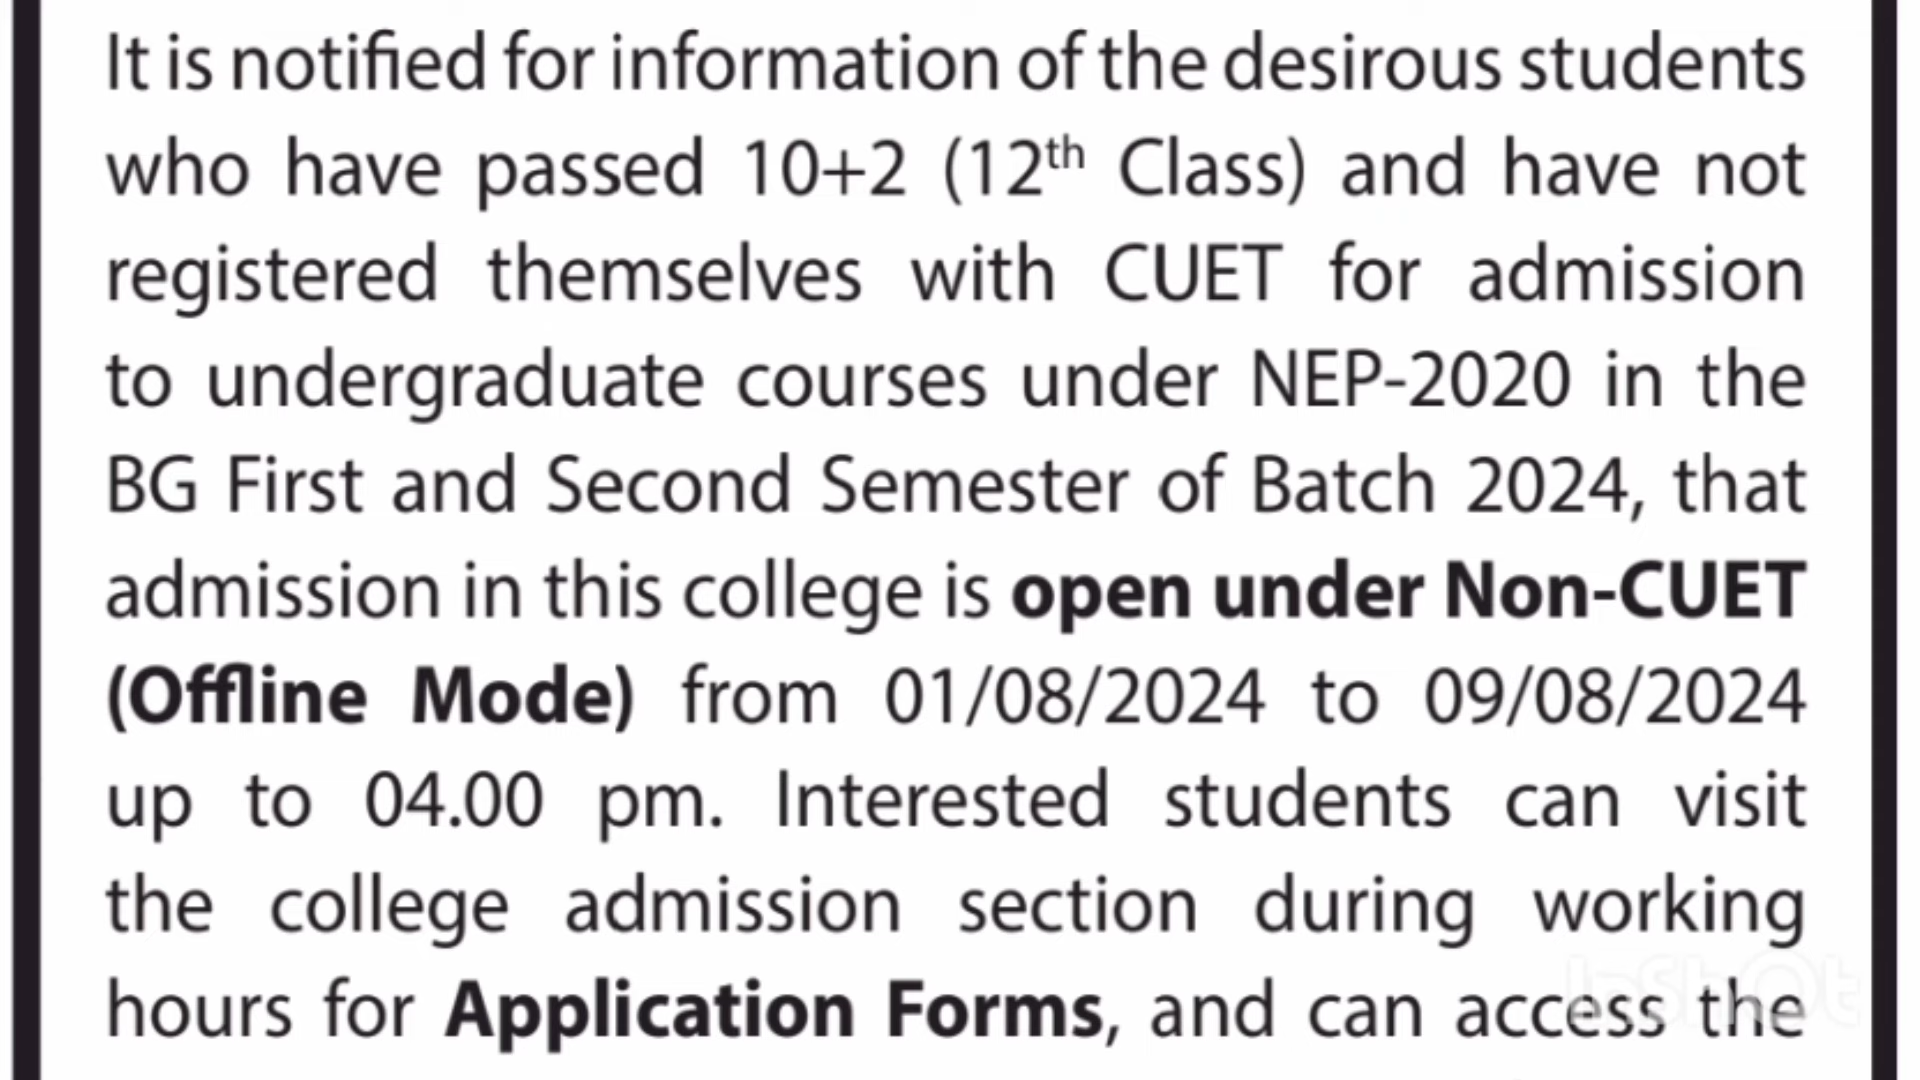 It is notified for information of the desirous students
who have passed 10+2 (12th Class) and have not
registered themselves with CUET for admission
to undergraduate courses under NEP-2020 in the
BG First and Second Semester of Batch 2024, that
admission in this college is open under Non-CUET
(Offline Mode) from 01/08/2024 to 09/08/2024
up to 04.00 pm. Interested students can visit
the college admission section during working
hours for Application Forms, and can access the
InShOt